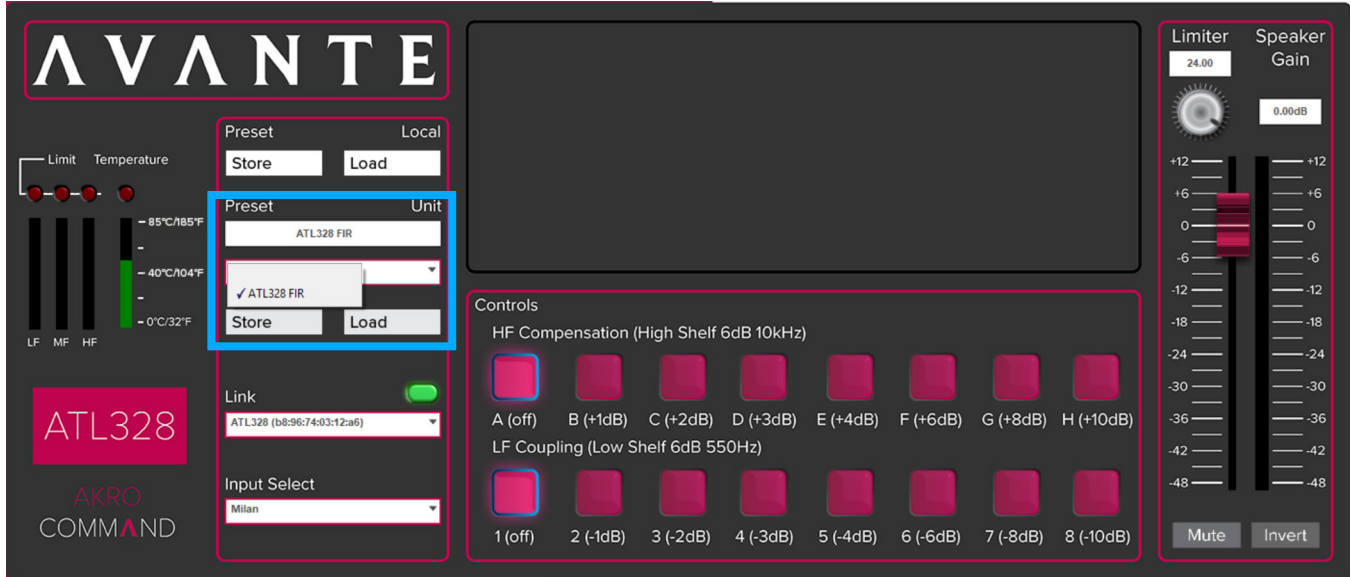 AVANTE
Limit Temperature
85°C/185°F
40°C/104°F
0°C/32°F
LF MF HF
ATL328
AKRO
COMMAND
Preset Local
Store Load
Preset Unit
ATL328 FIR
✓ ATL328 FIR
Store Load
Link
ATL328 (b8:96:74:03:12:a6)
Input Select
Milan
Controls
HF Compensation (High Shelf 6dB 10kHz)
A (off) B (+1dB) C (+2dB) D (+3dB) E (+4dB) F (+6dB) G (+8dB) H (+10dB)
LF Coupling (Low Shelf 6dB 550Hz)
1 (off) 2 (-1dB) 3 (-2dB) 4 (-3dB) 5 (-4dB) 6 (-6dB) 7 (-8dB) 8 (-10dB)
Limiter Speaker
Gain
24.00
0.00dB
+12 +12
+6 +6
0 0
-6 -6
-12 -12
-18 -18
-24 -24
-30 -30
-36 -36
-42 -42
-48 -48
Mute Invert